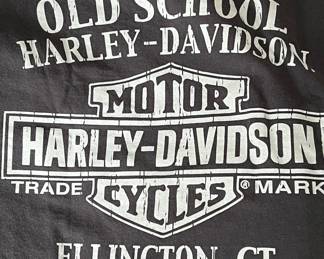 OLD SCHOOL
HARLEY-DAVIDSON.
MOTOR
HARLEY-DAVIDSON
TRADE ® MARK
CYCLES
ELLINGTON, CT